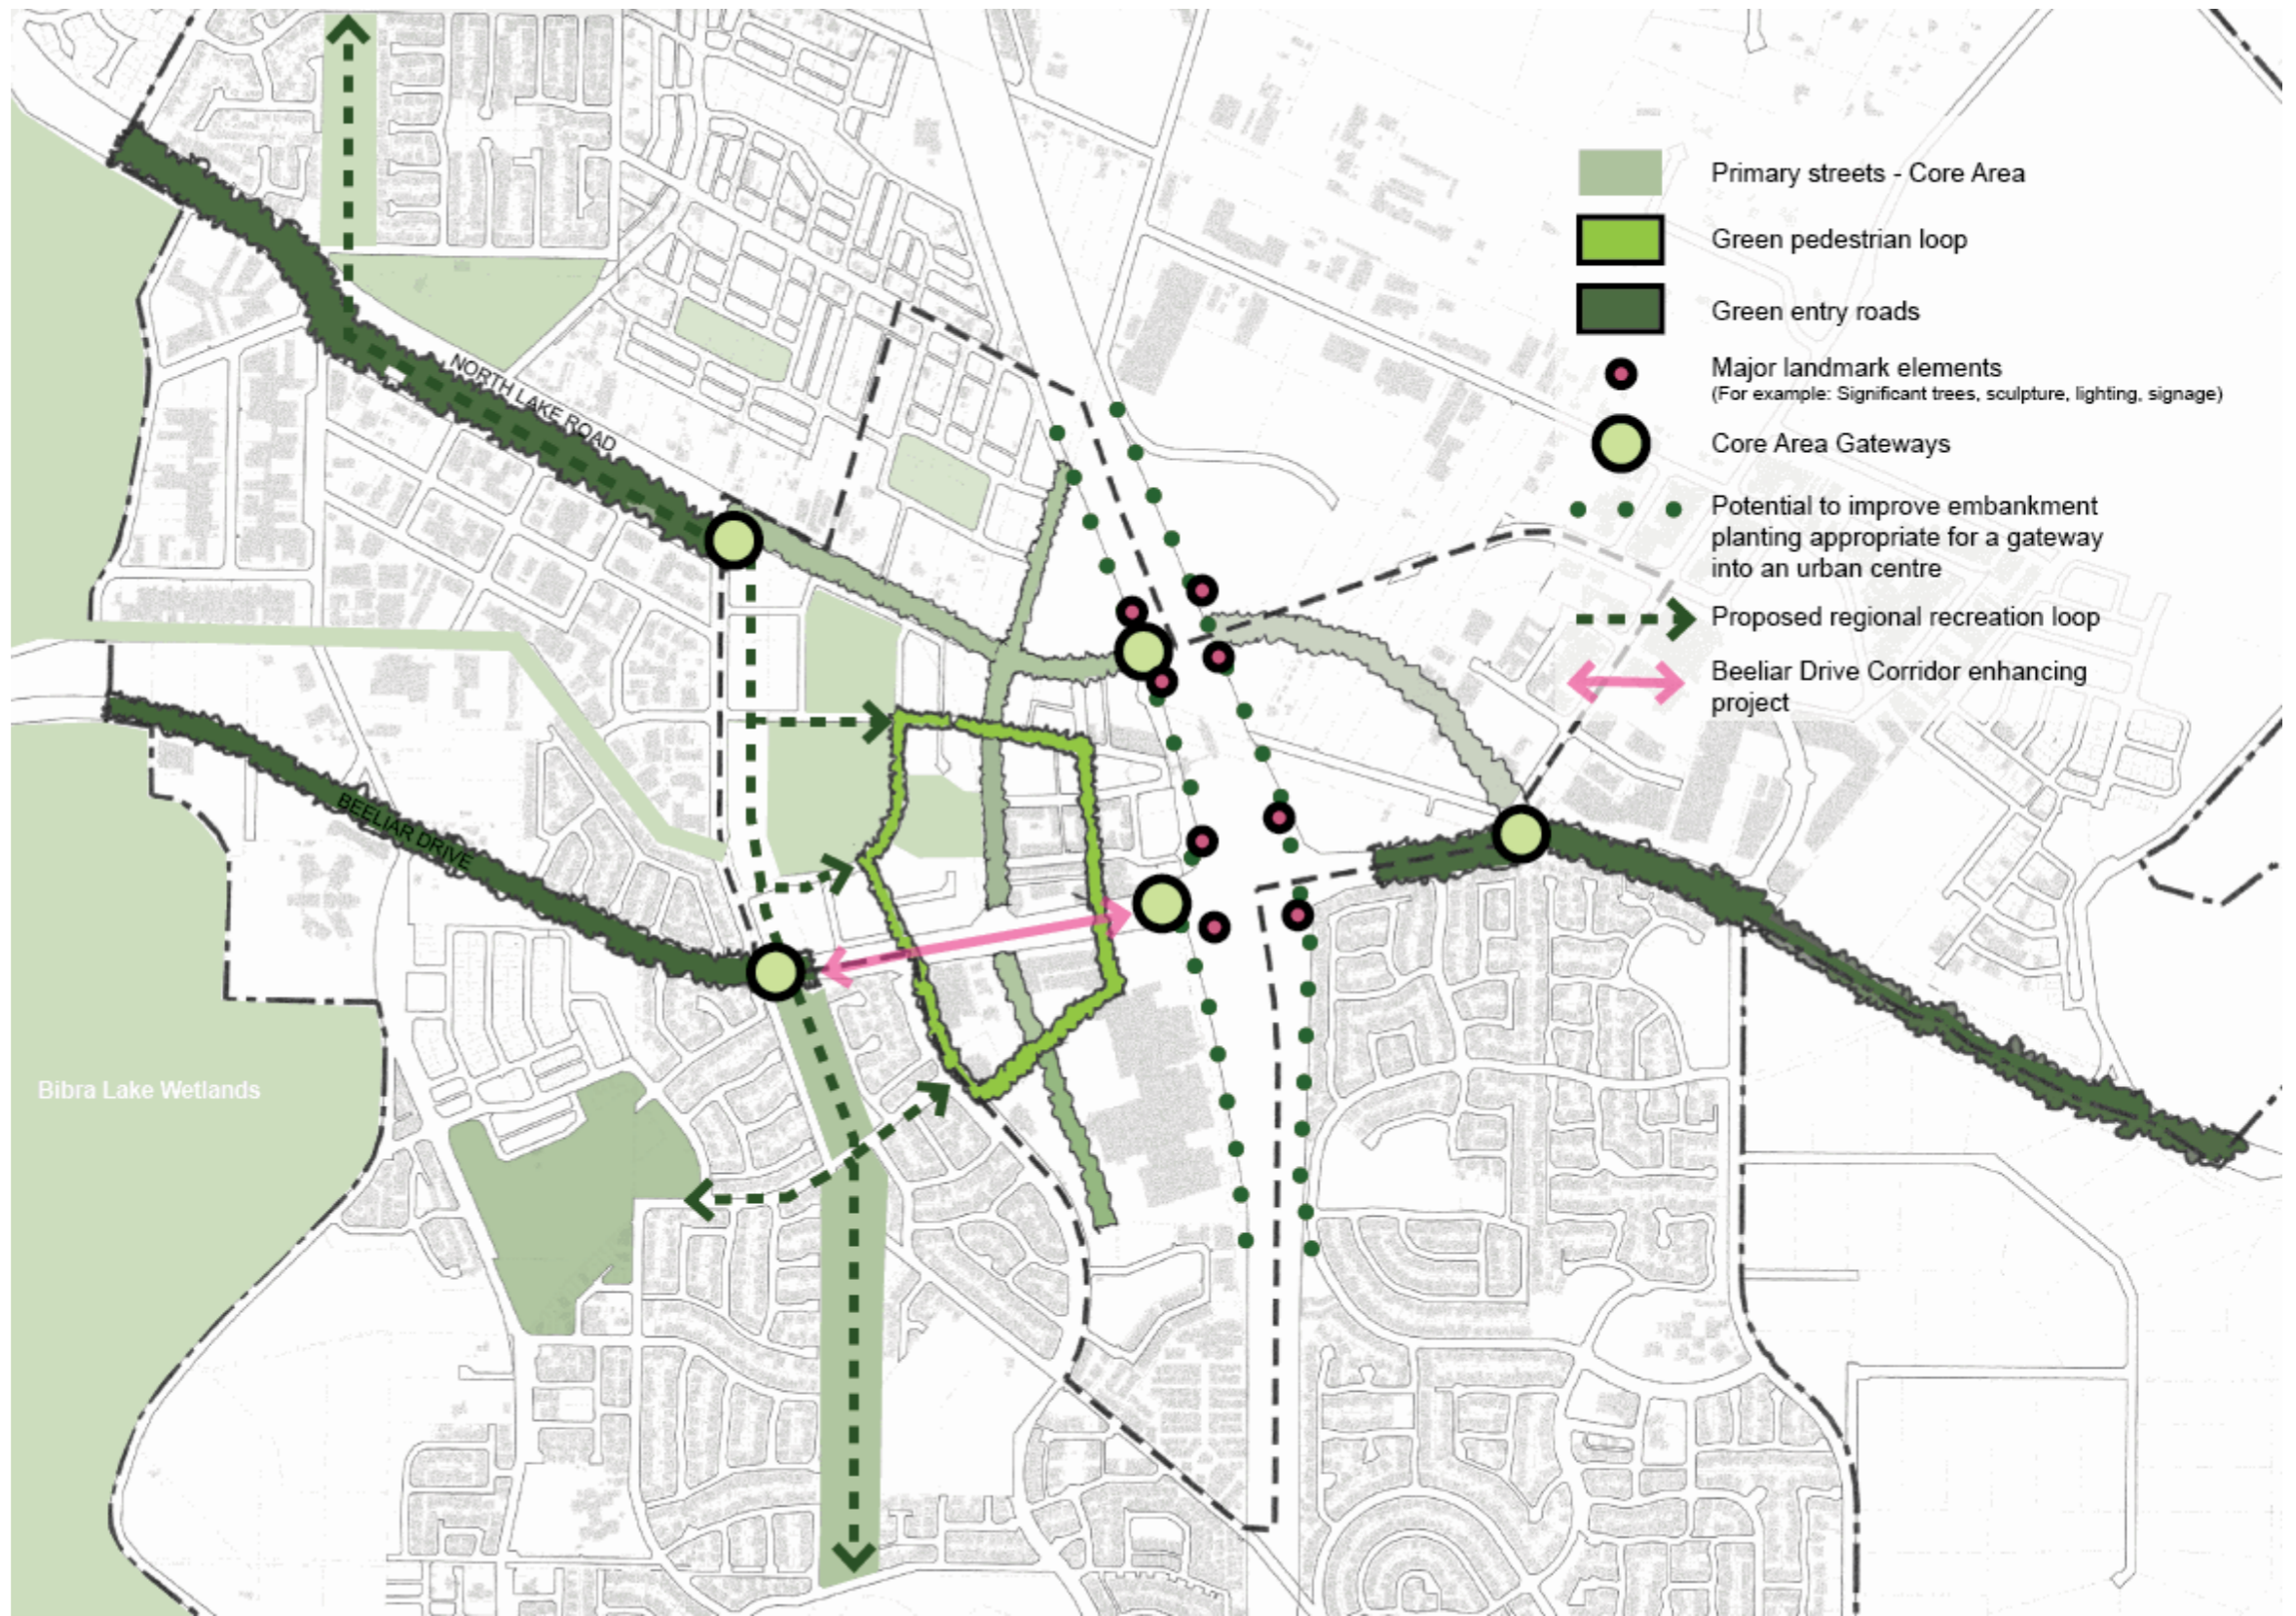 Primary streets - Core Area
Green pedestrian loop
Green entry roads
Major landmark elements
(For example: Significant trees, sculpture, lighting, signage)
Core Area Gateways
Potential to improve embankment
planting appropriate for a gateway
into an urban centre
Proposed regional recreation loop
Beeliar Drive Corridor enhancing
project
NORTH LAKE ROAD
BEELIAR DRIVE
Bibra Lake Wetlands